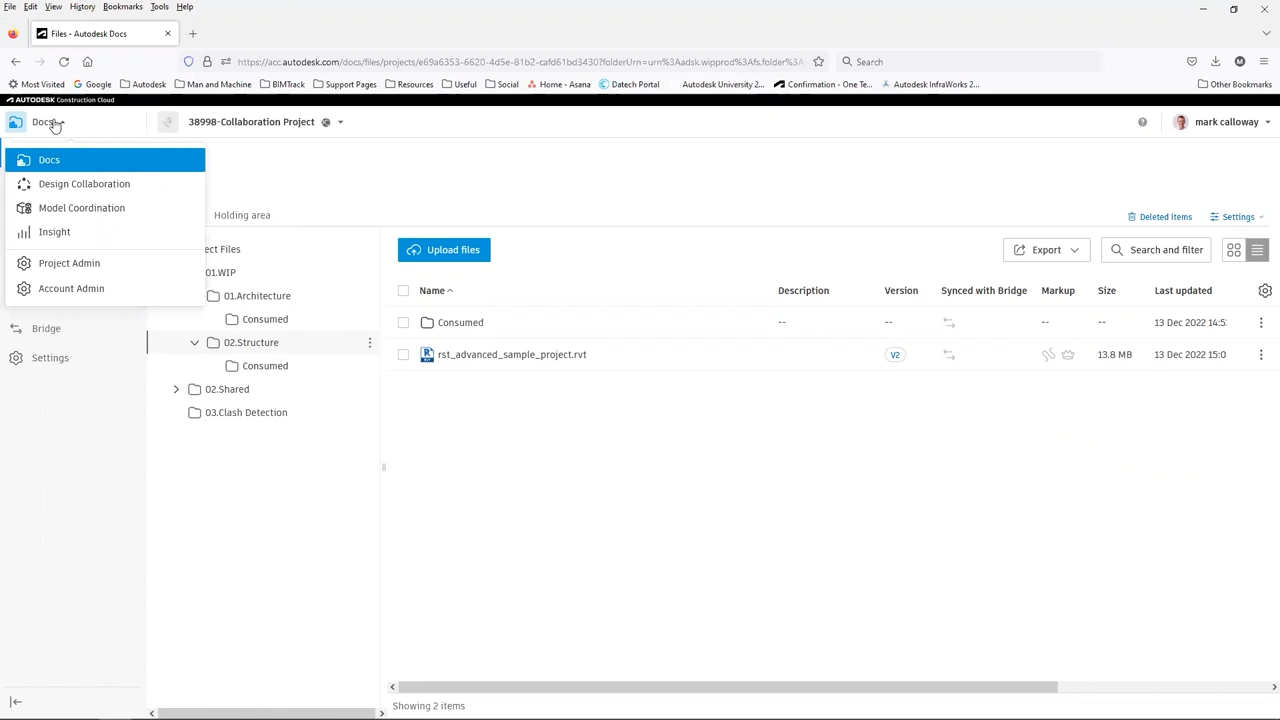 File Edit View History Bookmarks Tools Help
Files - Autodesk Docs
https://acc.autodesk.com/docs/files/projects/e69a6353-6620-4d5e-81b2-cafd61bd3430?folderUrn=urn%3Aadsk.wipprod%3Afs.folder%3A
Search
Most Visited Google Autodesk Man and Machine BIMTrack Support Pages Resources Useful Social Home - Asana Datech Portal Autodesk University 2... Confirmation - One Te... Autodesk InfraWorks 2... Other Bookmarks
AUTODESK Construction Cloud
Docs 38998-Collaboration Project mark calloway
Docs
Design Collaboration
Model Coordination
Insight
Project Admin
Account Admin
Bridge
Settings
Holding area
Deleted items Settings
ect Files
01.WIP
01.Architecture
Consumed
02.Structure
Consumed
02.Shared
03.Clash Detection
Upload files Export Search and filter
Name Description Version Synced with Bridge Markup Size Last updated
Consumed -- -- -- -- 13 Dec 2022 14:5
rst_advanced_sample_project.rvt V2 13.8 MB 13 Dec 2022 15:0
Showing 2 items